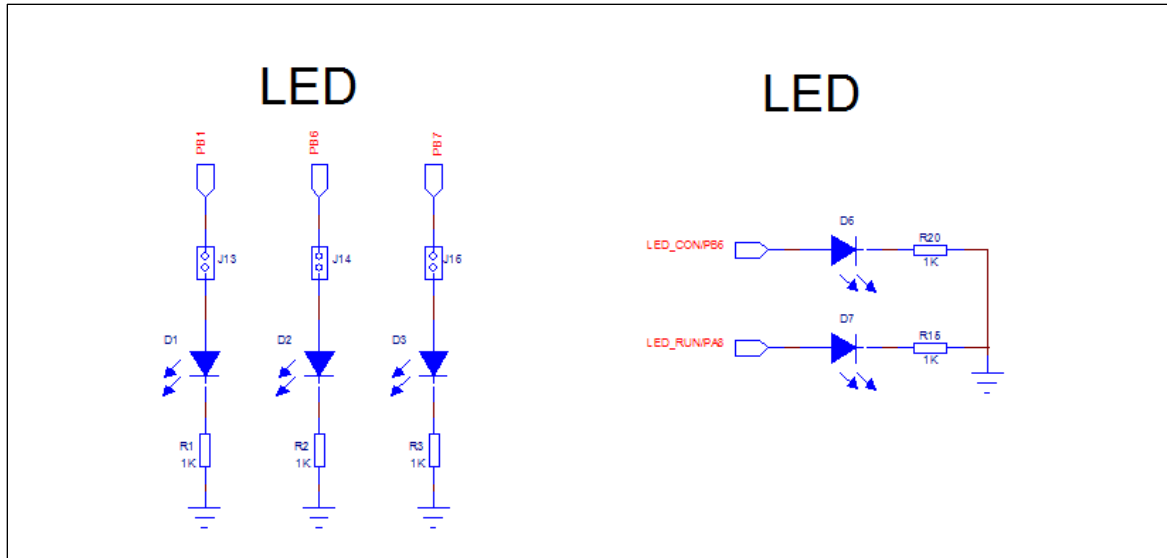 LED
PB1
PB6
PB7
J13
J14
J15
D1
D2
D3
R1
1K
R2
1K
R3
1K
LED
LED_CON/PB6
D6
R20
1K
LED_RUN/PA8
D7
R15
1K